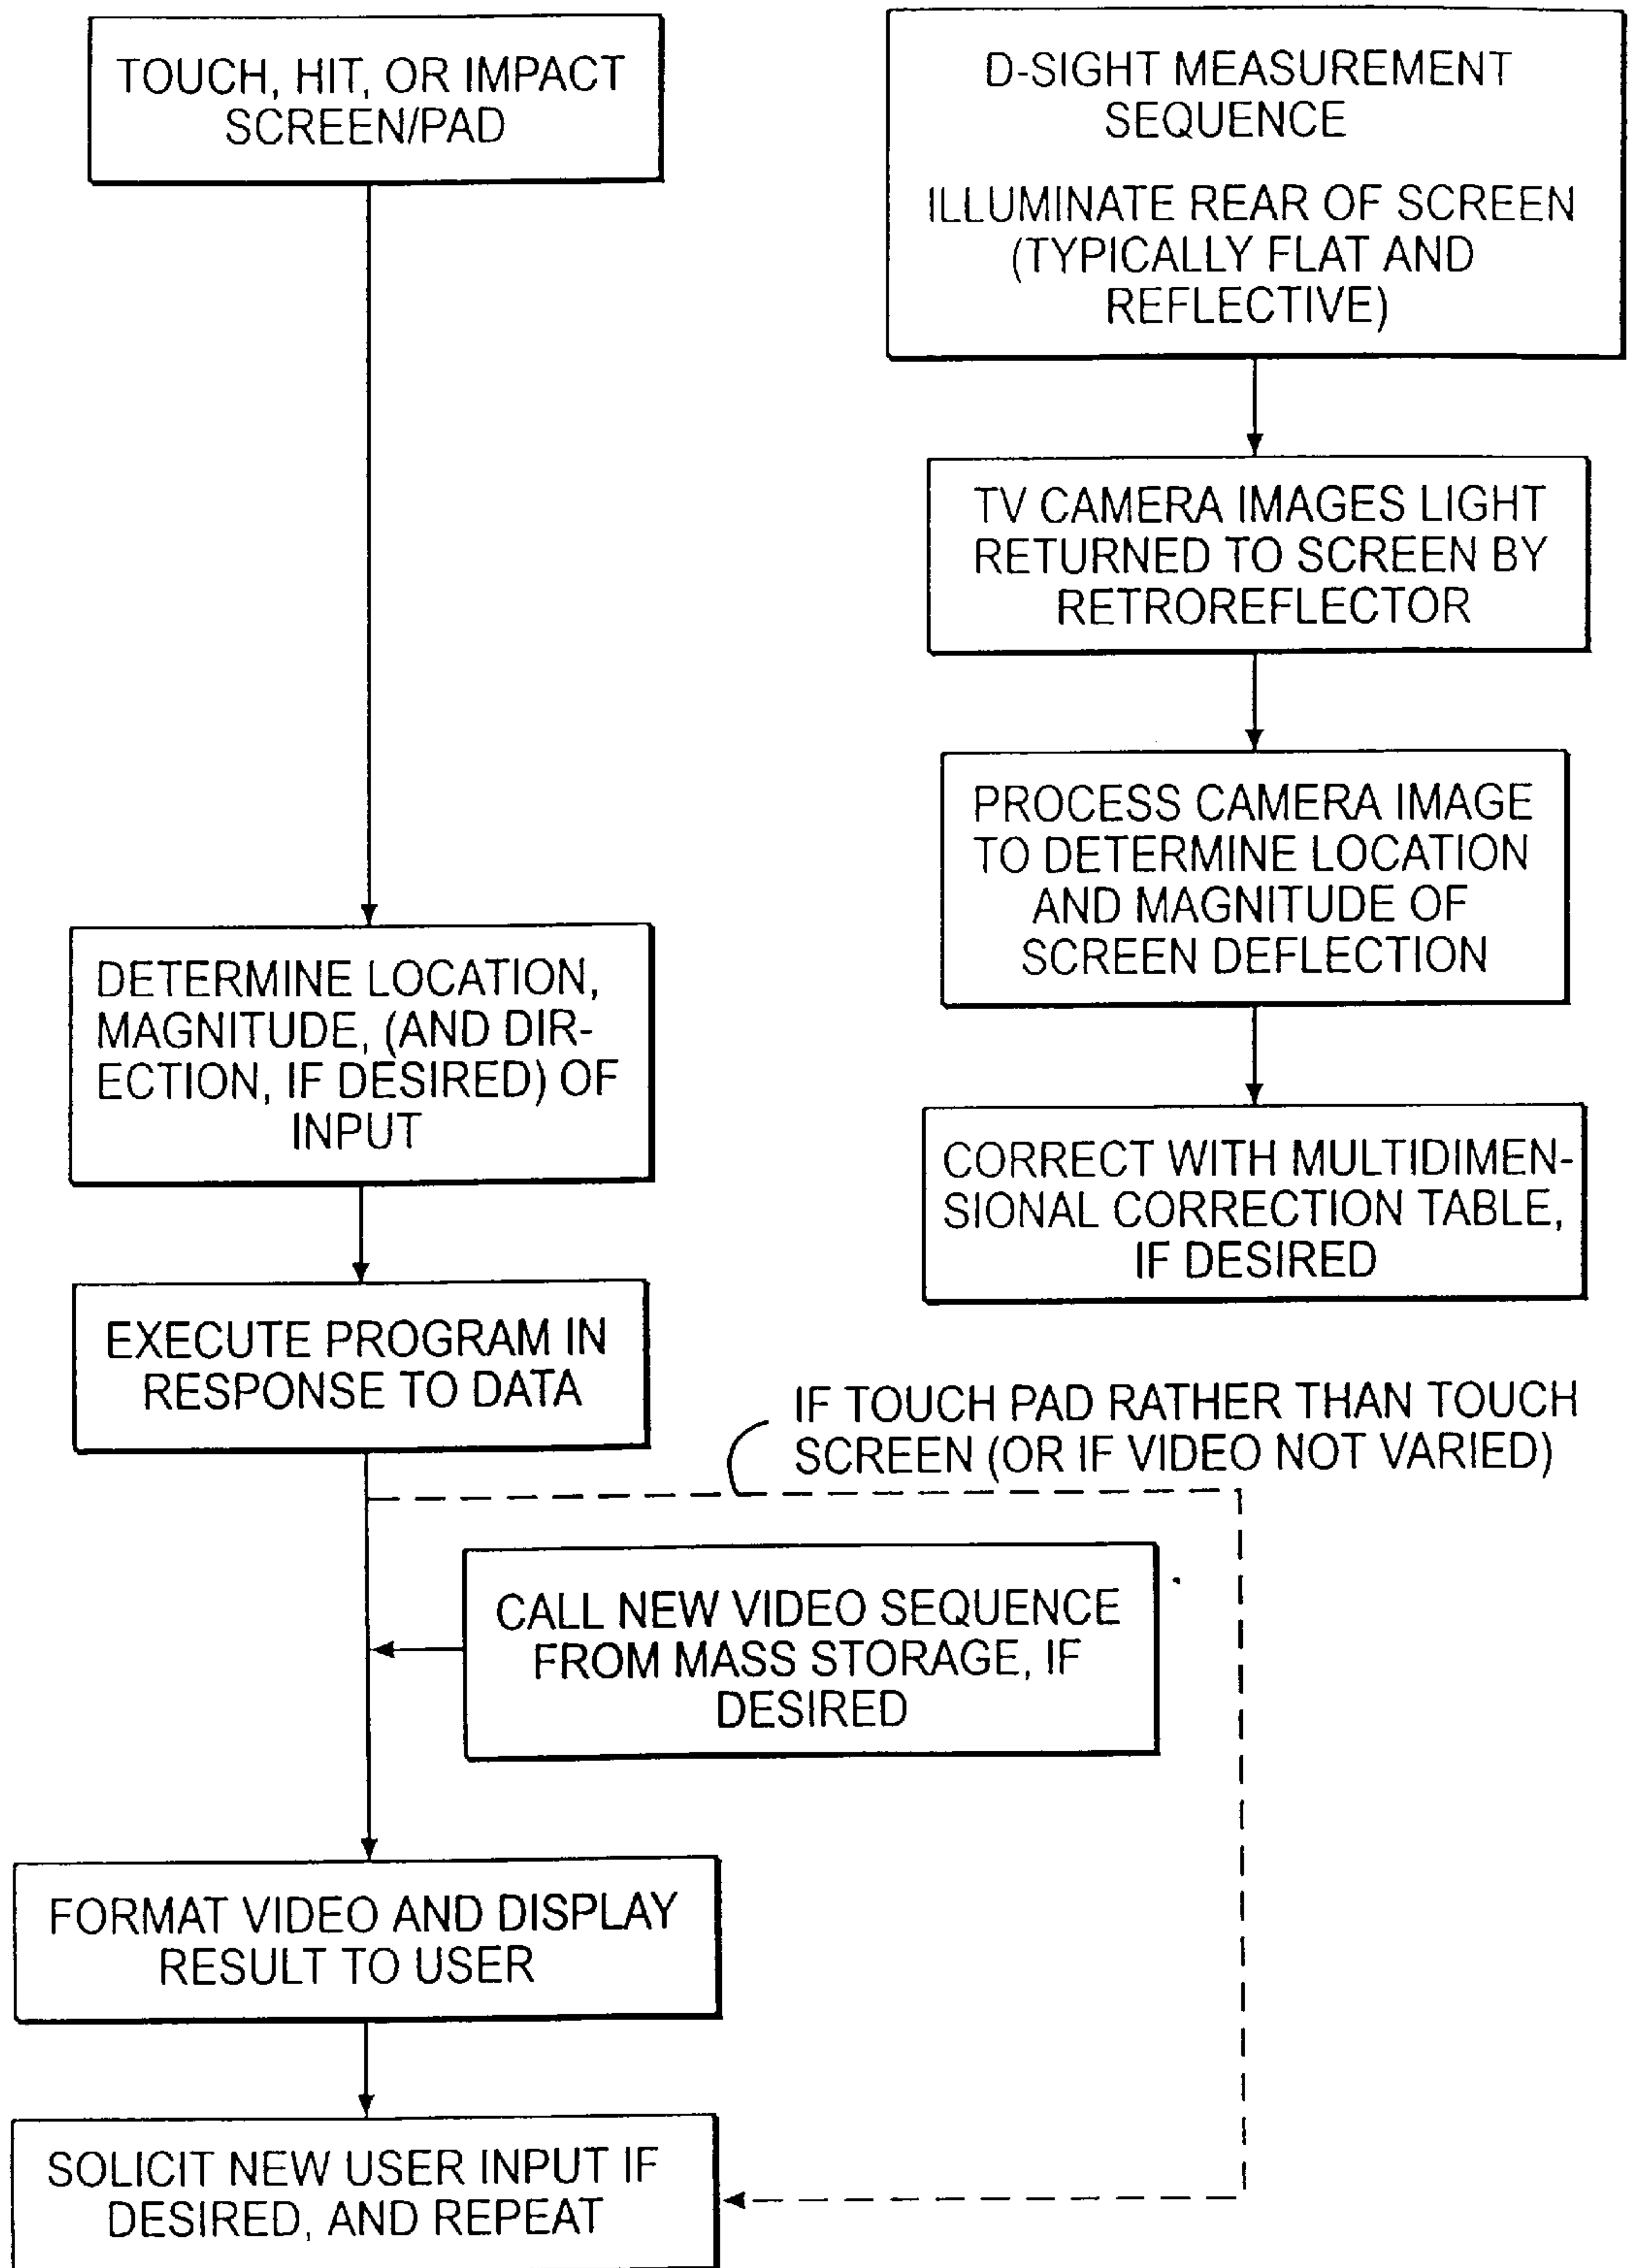 TOUCH, HIT, OR IMPACT
SCREEN/PAD
D-SIGHT MEASUREMENT
SEQUENCE
ILLUMINATE REAR OF SCREEN
(TYPICALLY FLAT AND
REFLECTIVE)
TV CAMERA IMAGES LIGHT
RETURNED TO SCREEN BY
RETROREFLECTOR
PROCESS CAMERA IMAGE
TO DETERMINE LOCATION
AND MAGNITUDE OF
SCREEN DEFLECTION
CORRECT WITH MULTIDIMEN-
SIONAL CORRECTION TABLE,
IF DESIRED
DETERMINE LOCATION,
MAGNITUDE, (AND DIR-
ECTION, IF DESIRED) OF
INPUT
EXECUTE PROGRAM IN
RESPONSE TO DATA
IF TOUCH PAD RATHER THAN TOUCH
SCREEN (OR IF VIDEO NOT VARIED)
CALL NEW VIDEO SEQUENCE
FROM MASS STORAGE, IF
DESIRED
FORMAT VIDEO AND DISPLAY
RESULT TO USER
SOLICIT NEW USER INPUT IF
DESIRED, AND REPEAT